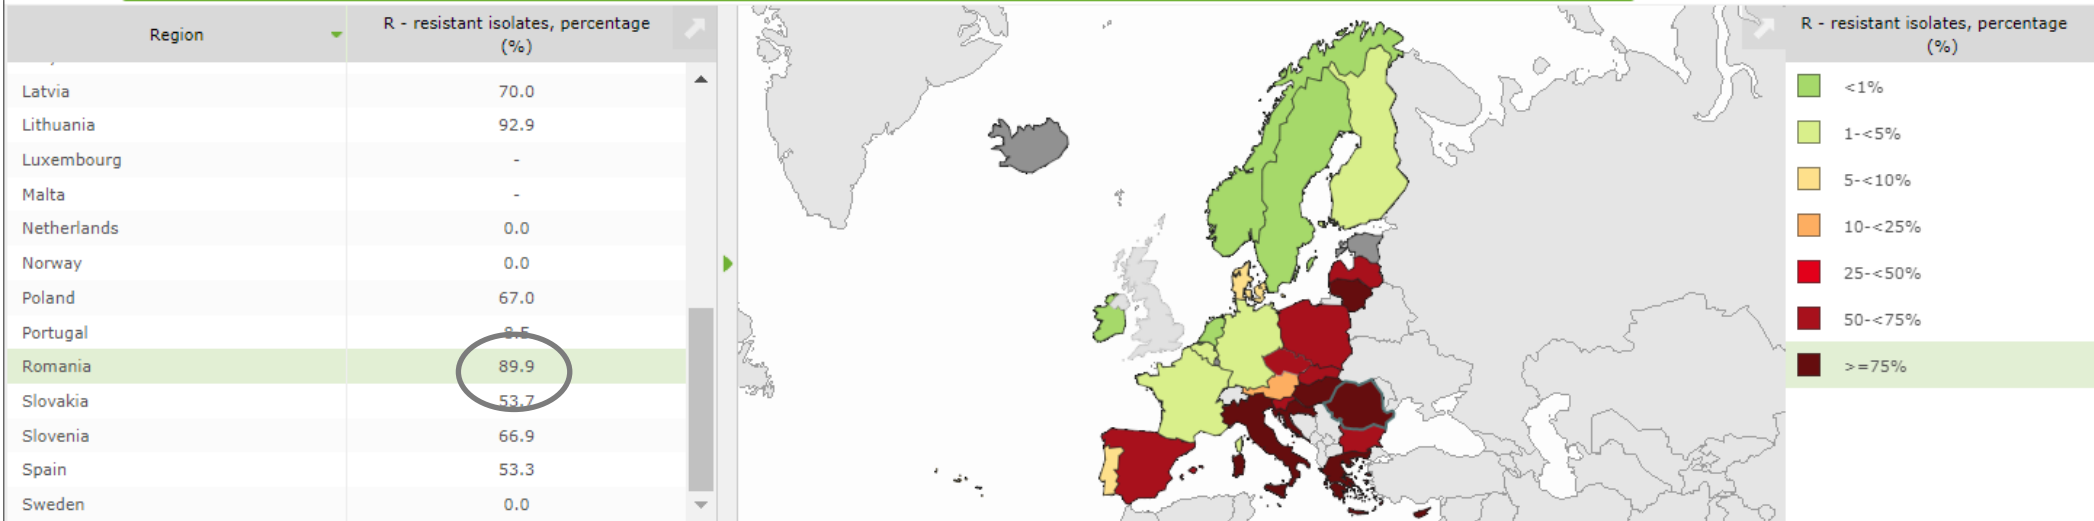 Region
R - resistant isolates, percentage
(%)
Latvia 70.0
Lithuania 92.9
Luxembourg -
Malta -
Netherlands 0.0
Norway 0.0
Poland 67.0
Portugal 8.5
Romania 89.9
Slovakia 53.7
Slovenia 66.9
Spain 53.3
Sweden 0.0
R - resistant isolates, percentage
(%)
<1%
1-<5%
5-<10%
10-<25%
25-<50%
50-<75%
>=75%